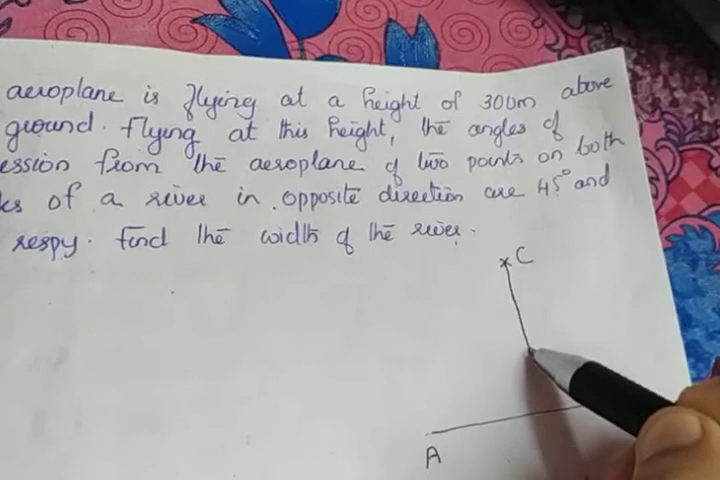 aeroplane is flying at a height of 300m above
ground. Flying at this height, the angles of
ession from the aeroplane of two points on both
ks of a river in opposite direction are 45° and
respy. Find the width of the river.
C
A